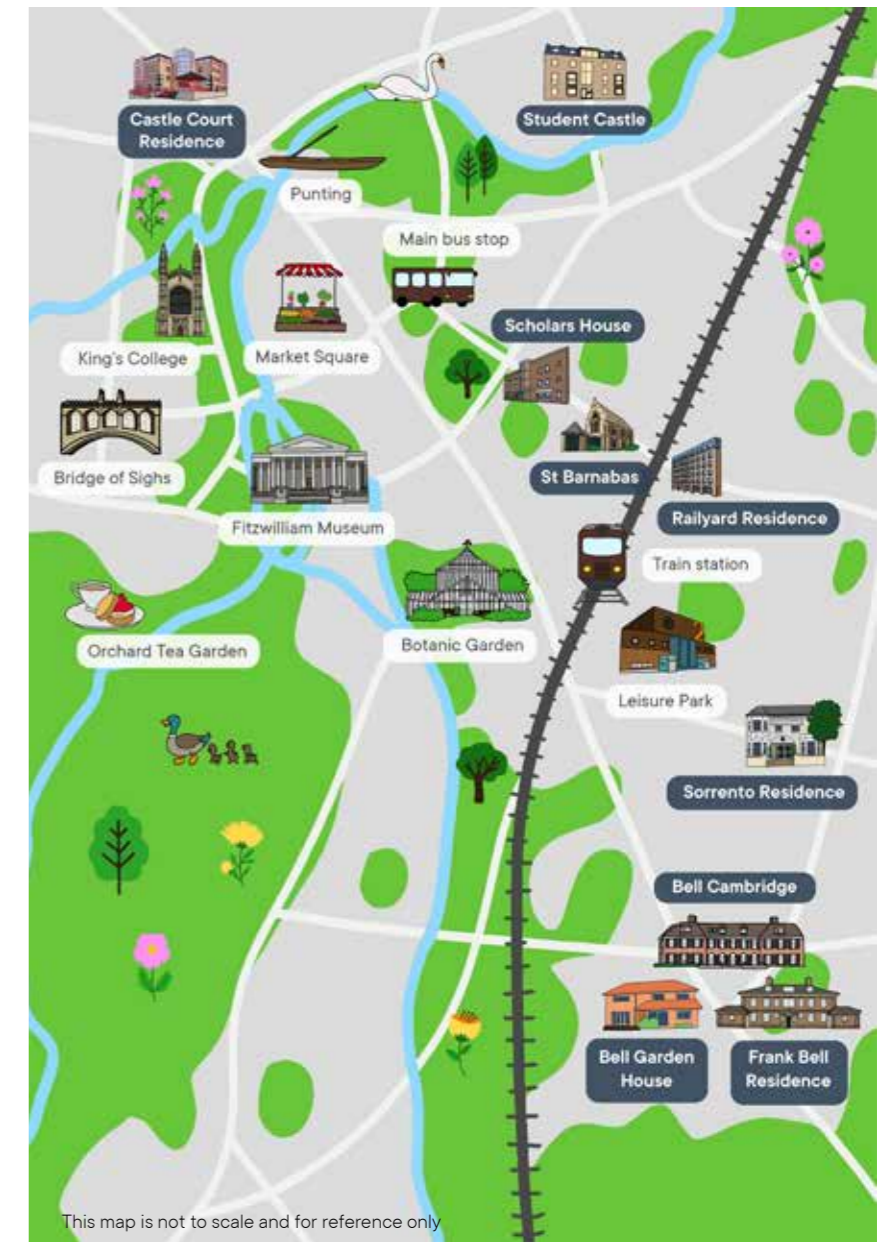 Castle Court
Residence
Student Castle
Punting
Main bus stop
Scholars House
King's College
Market Square
Bridge of Sighs
St Barnabas
Railyard Residence
Fitzwilliam Museum
Train station
Orchard Tea Garden
Botanic Garden
Leisure Park
Sorrento Residence
Bell Cambridge
Bell Garden
House
Frank Bell
Residence
This map is not to scale and for reference only